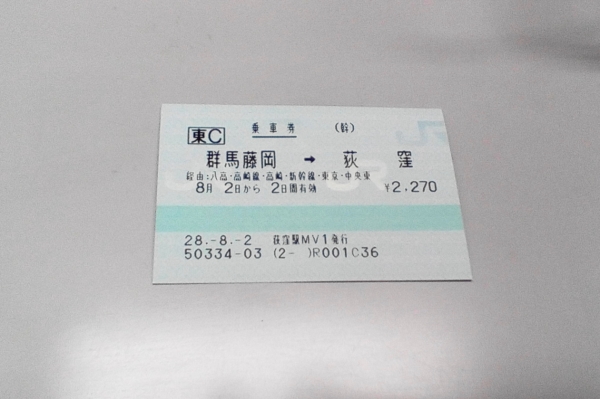 東C 乗車券 (幹)
群馬藤岡 → 荻窪
経由:八高・高崎線・高崎・新幹線・東京・中央東
8月 2日から 2日間有効 ¥2,270
28.-8.-2 荻窪駅MV1発行
50334-03 (2- )R001C36